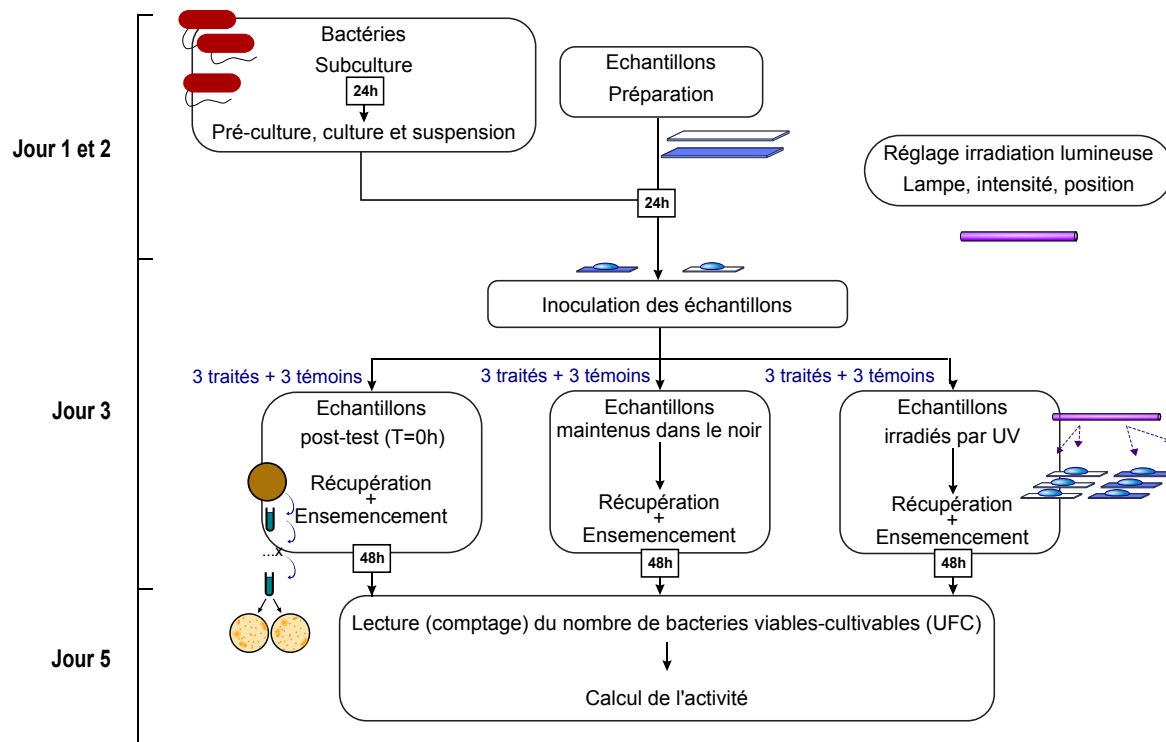 Bactéries
Subculture
24h
Pré-culture, culture et suspension
Echantillons
Préparation
Jour 1 et 2
Réglage irradiation lumineuse
Lampe, intensité, position
24h
Inoculation des échantillons
3 traités + 3 témoins
3 traités + 3 témoins
3 traités + 3 témoins
Jour 3
Echantillons
post-test (T=0h)
Récupération
+
Ensemencement
48h
Echantillons
maintenus dans le noir
Récupération
+
Ensemencement
48h
Echantillons
irradiés par UV
Récupération
+
Ensemencement
48h
...x
Jour 5
Lecture (comptage) du nombre de bacteries viables-cultivables (UFC)
Calcul de l'activité